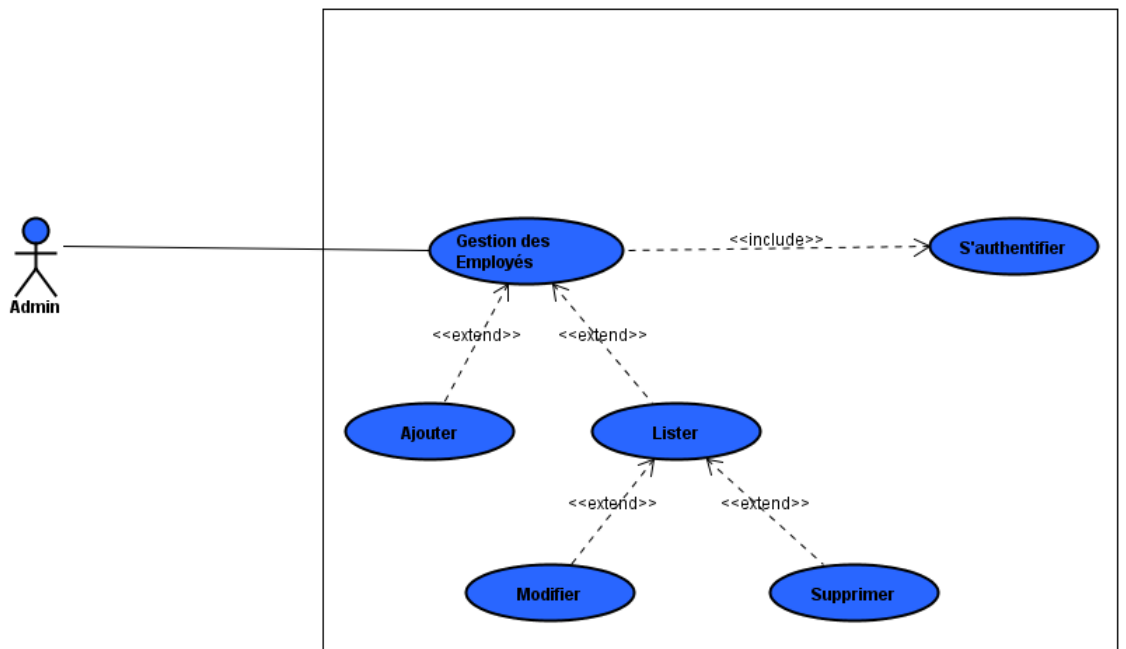 Gestion des
Employés
<<include>>
S'authentifier
Admin
<<extend>>
<<extend>>
Ajouter
Lister
<<extend>>
<<extend>>
Modifier
Supprimer